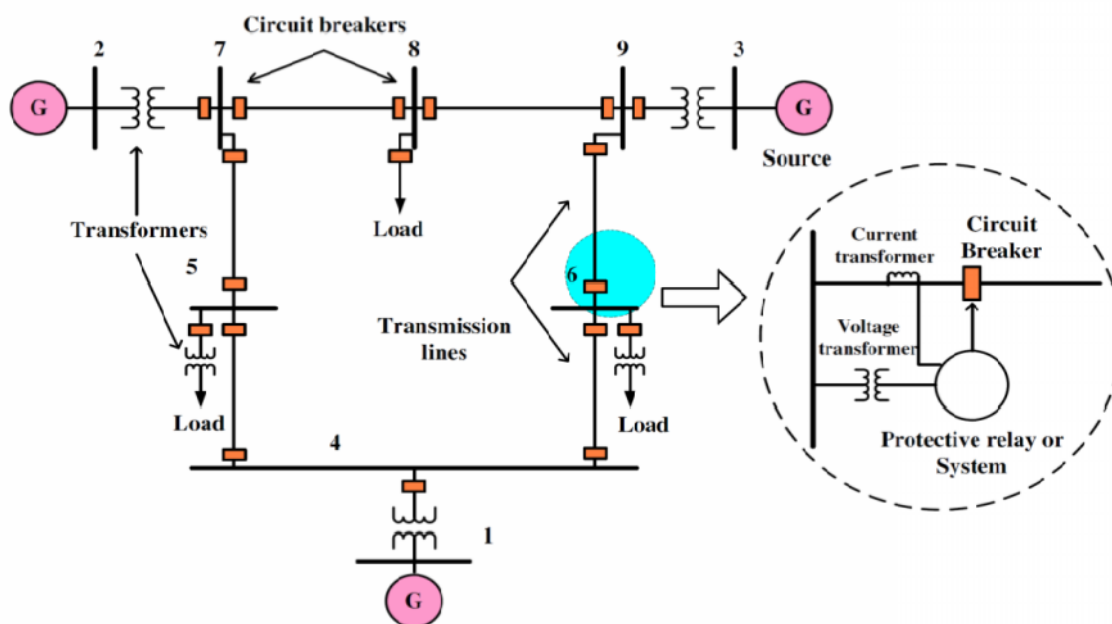 Circuit breakers
2
7
8
9
3
G
G
Source
Load
Transformers
5
6
Transmission
lines
Load
Load
4
1
G
Current
transformer
Circuit
Breaker
Voltage
transformer
Protective relay or
System